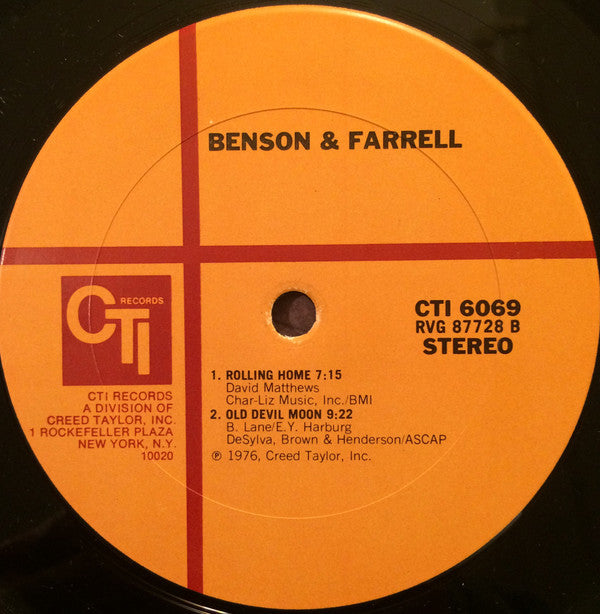 BENSON & FARRELL
CTI RECORDS
CTI RECORDS
A DIVISION OF
CREED TAYLOR, INC.
1 ROCKEFELLER PLAZA
NEW YORK, N.Y.
10020
CTI 6069
RVG 87728 B
STEREO
1. ROLLING HOME 7:15
David Matthews
Char-Liz Music, Inc./BMI
2. OLD DEVIL MOON 9:22
B. Lane/E.Y. Harburg
DeSylva, Brown & Henderson/ASCAP
℗ 1976, Creed Taylor, Inc.